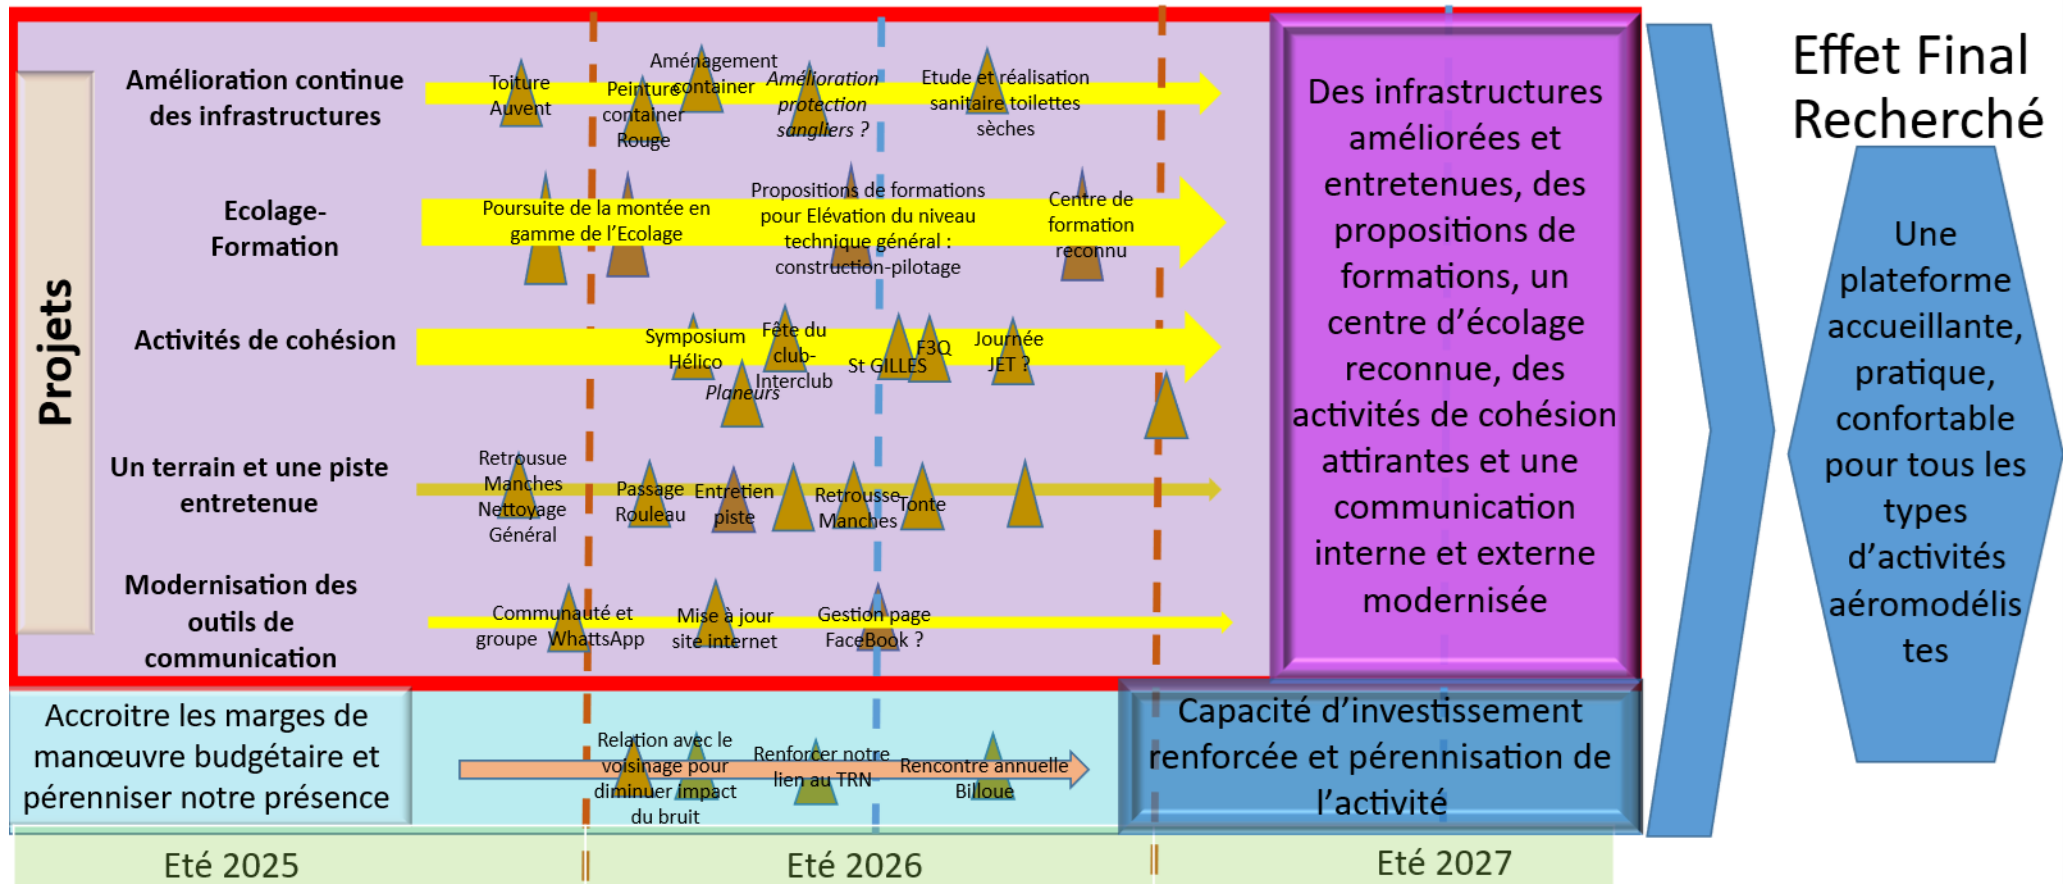 Projets
Amélioration continue
des infrastructures
Toiture
Auvent
Peinture
container
Rouge
Aménagement
container
Amélioration
protection
sangliers ?
Etude et réalisation
sanitaire toilettes
sèches
Ecolage-
Formation
Poursuite de la montée en
gamme de l'Ecolage
Propositions de formations
pour Elévation du niveau
technique général :
construction-pilotage
Centre de
formation
reconnu
Activités de cohésion
Symposium
Hélico
Planeurs
Fête du
club-
Interclub
St GILLES
F3Q
Journée
JET ?
Un terrain et une piste
entretenue
Retrousue
Manches
Nettoyage
Général
Passage
Rouleau
Entretien
piste
Retrousse
Manches
Tonte
Modernisation des
outils de
communication
Communauté et
groupe WhattsApp
Mise à jour
site internet
Gestion page
FaceBook ?
Des infrastructures
améliorées et
entretenues, des
propositions de
formations, un
centre d'écolage
reconnue, des
activités de cohésion
attirantes et une
communication
interne et externe
modernisée
Effet Final
Recherché
Une
plateforme
accueillante,
pratique,
confortable
pour tous les
types
d'activités
aéromodélis
tes
Accroitre les marges de
manœuvre budgétaire et
pérenniser notre présence
Relation avec le
voisinage pour
diminuer impact
du bruit
Renforcer notre
lien au TRN
Rencontre annuelle
Billoue
Capacité d'investissement
renforcée et pérennisation de
l'activité
Eté 2025
Eté 2026
Eté 2027